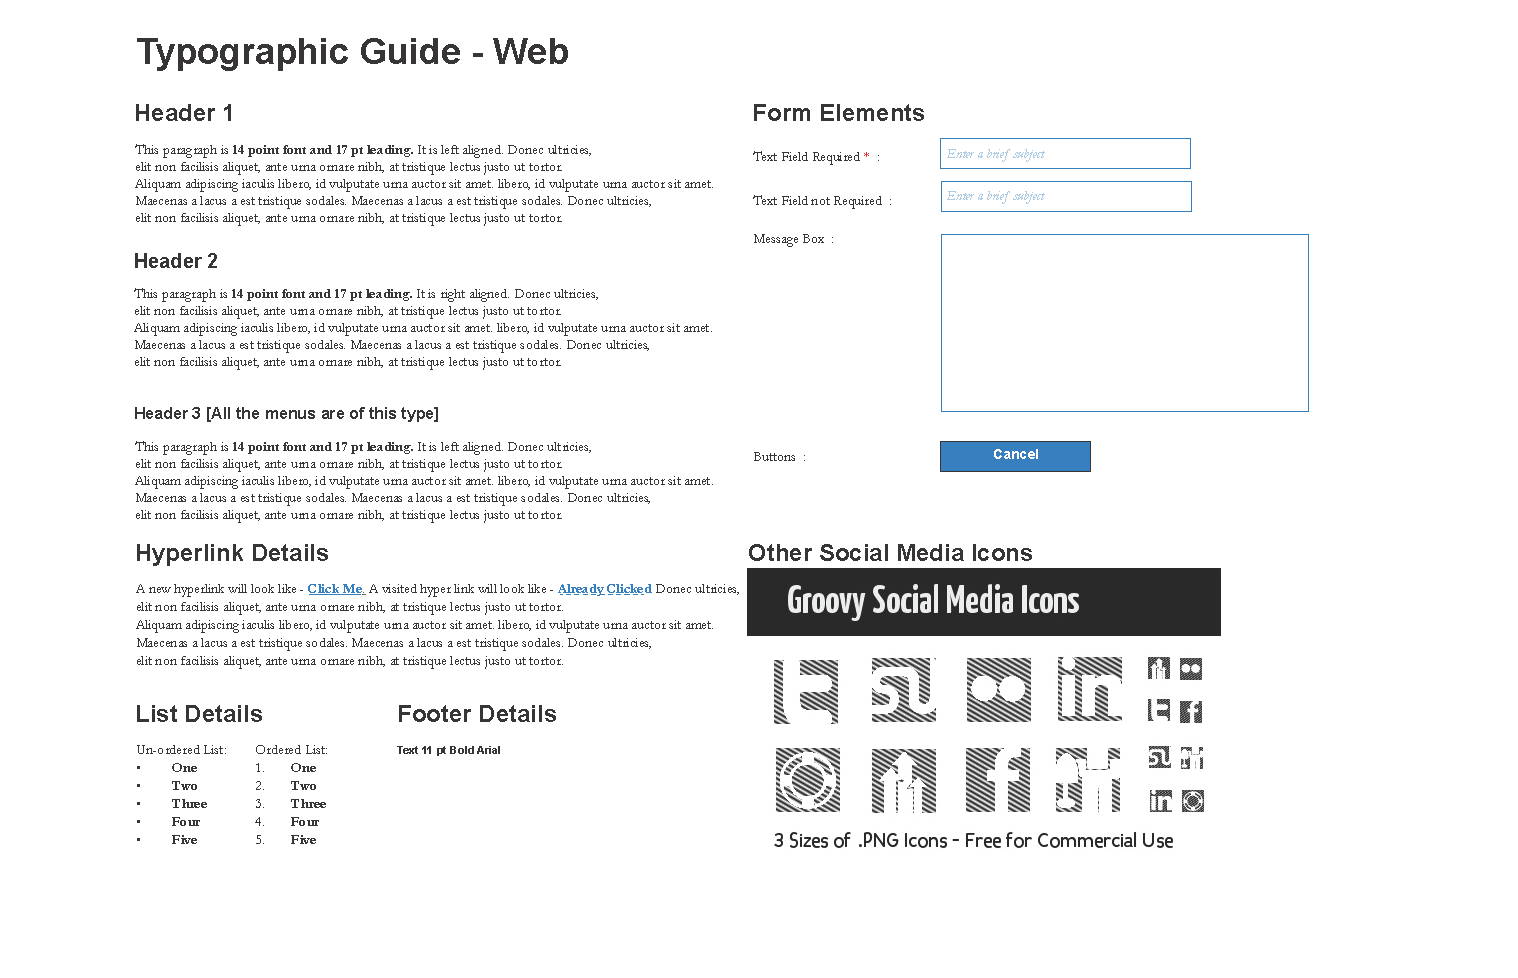 Typographic Guide - Web
Header 1
This paragraph is 14 point font and 17 pt leading. It is left aligned. Donec ultricies,
elit non facilisis aliquet, ante urna ornare nibh, at tristique lectus justo ut tortor.
Aliquam adipiscing iaculis libero, id vulputate urna auctor sit amet. libero, id vulputate urna auctor sit amet.
Maecenas a lacus a est tristique sodales. Maecenas a lacus a est tristique sodales. Donec ultricies,
elit non facilisis aliquet, ante urna ornare nibh, at tristique lectus justo ut tortor.
Header 2
This paragraph is 14 point font and 17 pt leading. It is right aligned. Donec ultricies,
elit non facilisis aliquet, ante urna ornare nibh, at tristique lectus justo ut tortor.
Aliquam adipiscing iaculis libero, id vulputate urna auctor sit amet. libero, id vulputate urna auctor sit amet.
Maecenas a lacus a est tristique sodales. Maecenas a lacus a est tristique sodales. Donec ultricies,
elit non facilisis aliquet, ante urna ornare nibh, at tristique lectus justo ut tortor.
Header 3 [All the menus are of this type]
This paragraph is 14 point font and 17 pt leading. It is left aligned. Donec ultricies,
elit non facilisis aliquet, ante urna ornare nibh, at tristique lectus justo ut tortor.
Aliquam adipiscing iaculis libero, id vulputate urna auctor sit amet. libero, id vulputate urna auctor sit amet.
Maecenas a lacus a est tristique sodales. Maecenas a lacus a est tristique sodales. Donec ultricies,
elit non facilisis aliquet, ante urna ornare nibh, at tristique lectus justo ut tortor.
Hyperlink Details
A new hyperlink will look like - Click Me. A visited hyper link will look like - Already Clicked Donec ultricies,
elit non facilisis aliquet, ante urna ornare nibh, at tristique lectus justo ut tortor.
Aliquam adipiscing iaculis libero, id vulputate urna auctor sit amet. libero, id vulputate urna auctor sit amet.
Maecenas a lacus a est tristique sodales. Maecenas a lacus a est tristique sodales. Donec ultricies,
elit non facilisis aliquet, ante urna ornare nibh, at tristique lectus justo ut tortor.
List Details
Un-ordered List:
• One
• Two
• Three
• Four
• Five
Ordered List:
1. One
2. Two
3. Three
4. Four
5. Five
Footer Details
Text 11 pt Bold Arial
Form Elements
Text Field Required * :
Enter a brief subject
Text Field not Required :
Enter a brief subject
Message Box :
Buttons :
Cancel
Other Social Media Icons
Groovy Social Media Icons
t
su
in
t
f
f
su
in
3 Sizes of .PNG Icons - Free for Commercial Use